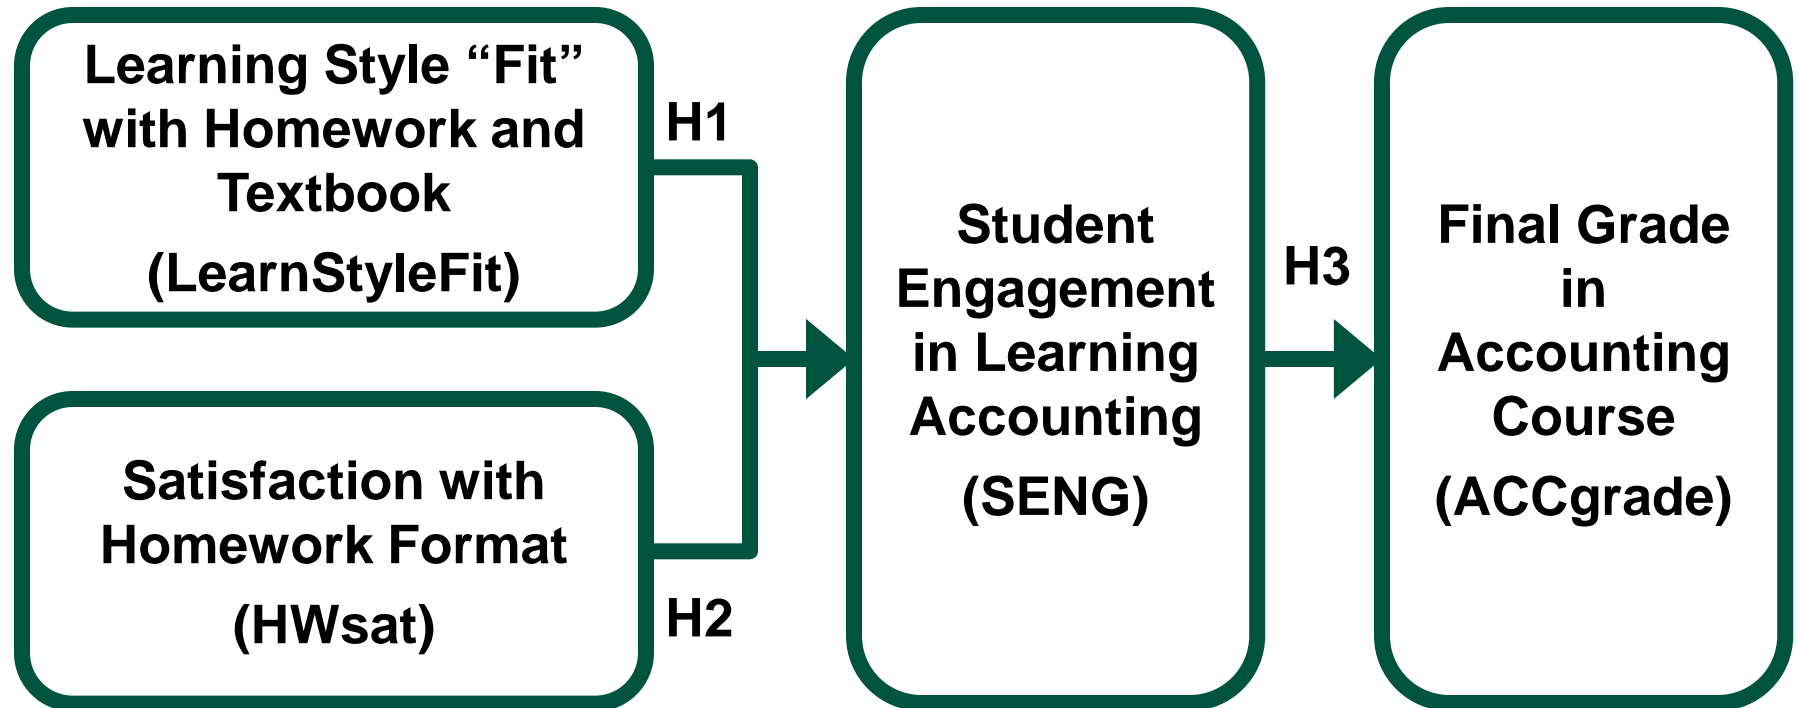 Learning Style “Fit”
with Homework and
Textbook
(LearnStyleFit)
H1
Satisfaction with
Homework Format
(HWsat)
H2
Student
Engagement
in Learning
Accounting
(SENG)
H3
Final Grade
in
Accounting
Course
(ACCgrade)